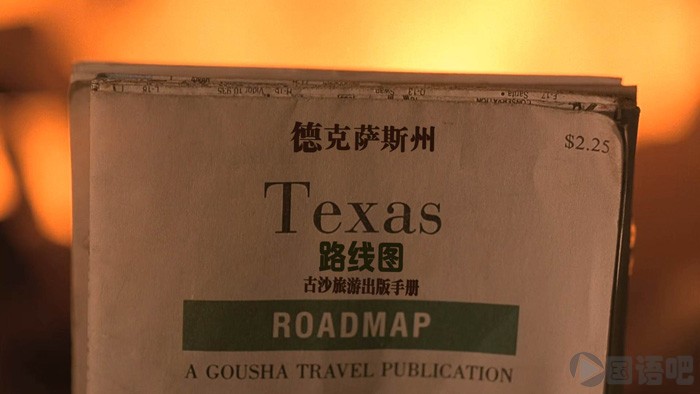 德克萨斯州
$2.25
Texas
路线图
古沙旅游出版手册
ROADMAP
A GOUSHA TRAVEL PUBLICATION
国语吧